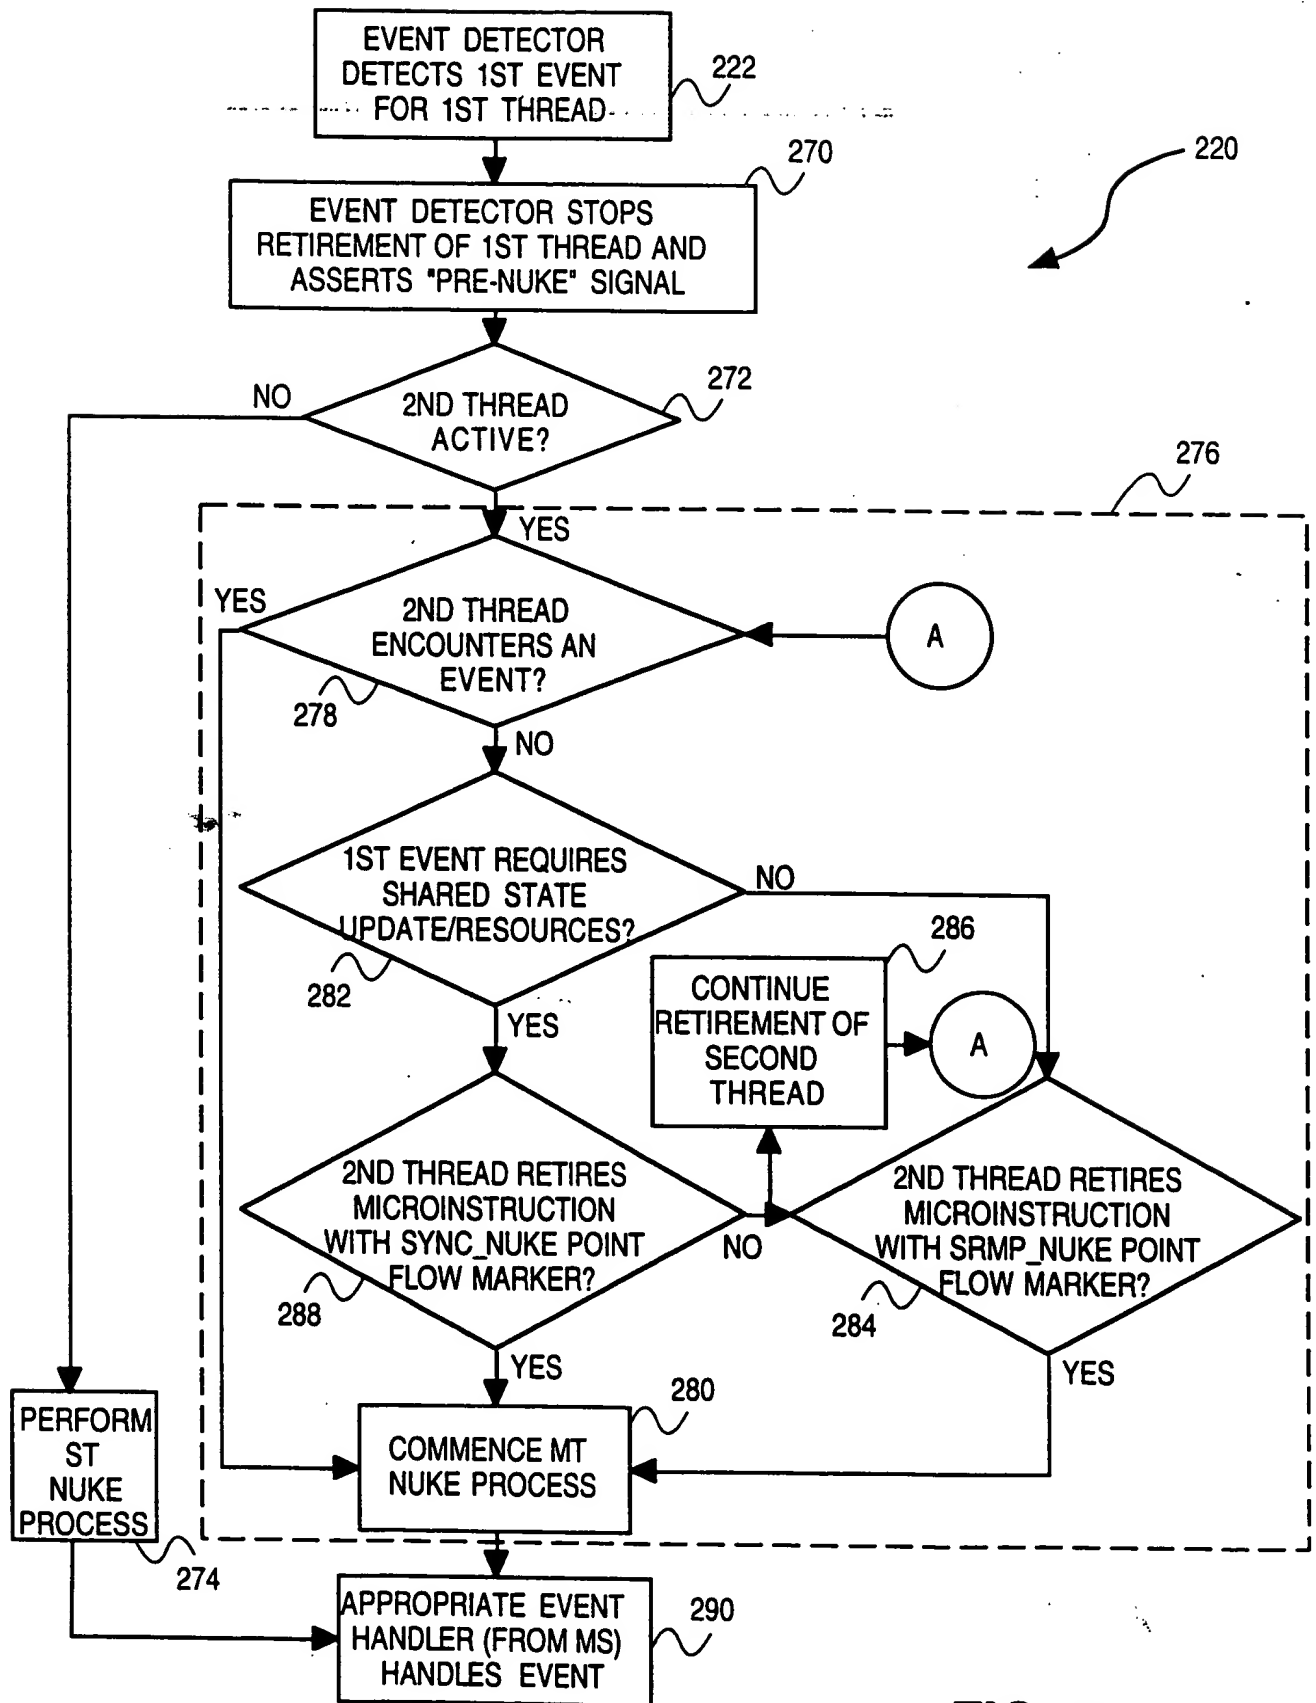 EVENT DETECTOR
DETECTS 1ST EVENT
FOR 1ST THREAD
222
220
270
EVENT DETECTOR STOPS
RETIREMENT OF 1ST THREAD AND
ASSERTS "PRE-NUKE" SIGNAL
272
NO
2ND THREAD
ACTIVE?
276
YES
YES
2ND THREAD
ENCOUNTERS AN
EVENT?
A
278
NO
1ST EVENT REQUIRES
SHARED STATE
UPDATE/RESOURCES?
NO
282
286
YES
CONTINUE
RETIREMENT OF
SECOND
THREAD
A
2ND THREAD RETIRES
MICROINSTRUCTION
WITH SYNC_NUKE POINT
FLOW MARKER?
NO
2ND THREAD RETIRES
MICROINSTRUCTION
WITH SRMP_NUKE POINT
FLOW MARKER?
288
284
YES
YES
280
COMMENCE MT
NUKE PROCESS
PERFORM
ST
NUKE
PROCESS
274
APPROPRIATE EVENT
HANDLER (FROM MS)
HANDLES EVENT
290